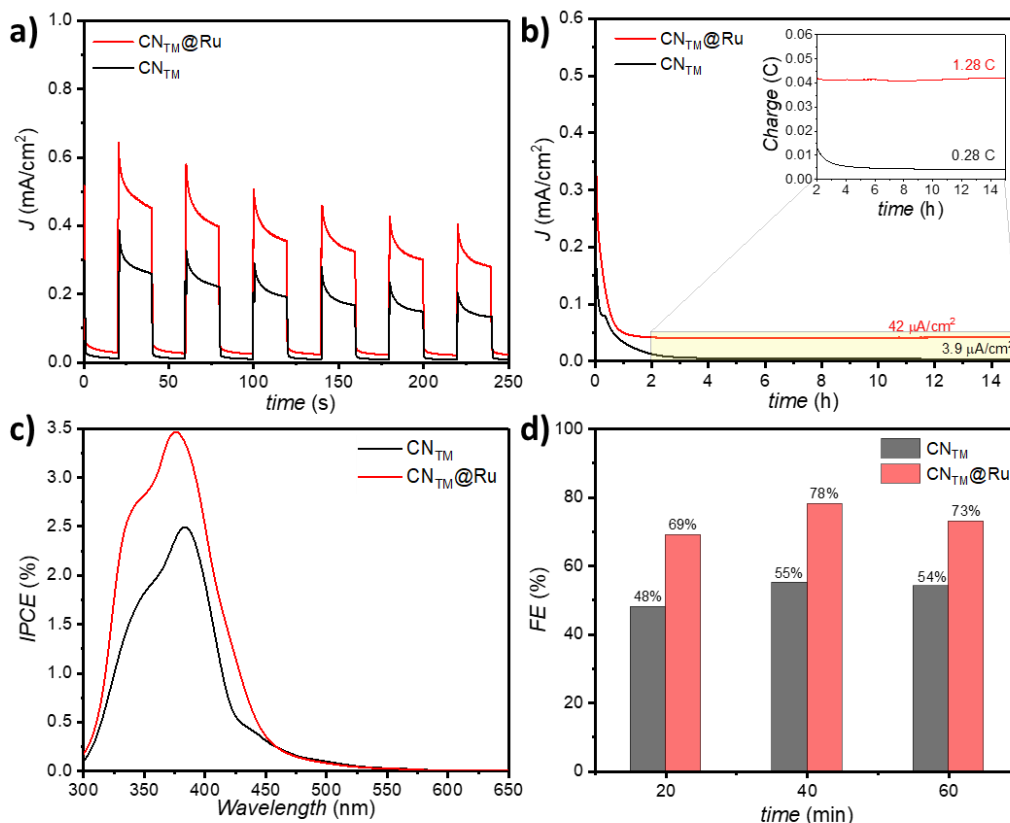 a)
CN_TM@Ru
CN_TM
1.0
0.8
0.6
0.4
0.2
0.0
J (mA/cm²)
0 50 100 150 200 250
time (s)
b)
CN_TM@Ru
CN_TM
0.6
0.5
0.4
0.3
0.2
0.1
0.0
J (mA/cm²)
0.06
0.05
0.04
0.03
0.02
0.01
0.00
Charge (C)
1.28 C
0.28 C
2 4 6 8 10 12 14
time (h)
42 µA/cm²
3.9 µA/cm²
0 2 4 6 8 10 12 14
time (h)
c)
CN_TM
CN_TM@Ru
3.5
3.0
2.5
2.0
1.5
1.0
0.5
0.0
IPCE (%)
300 350 400 450 500 550 600 650
Wavelength (nm)
d)
CN_TM
CN_TM@Ru
100
80
60
40
20
0
FE (%)
48% 69% 55% 78% 54% 73%
20 40 60
time (min)